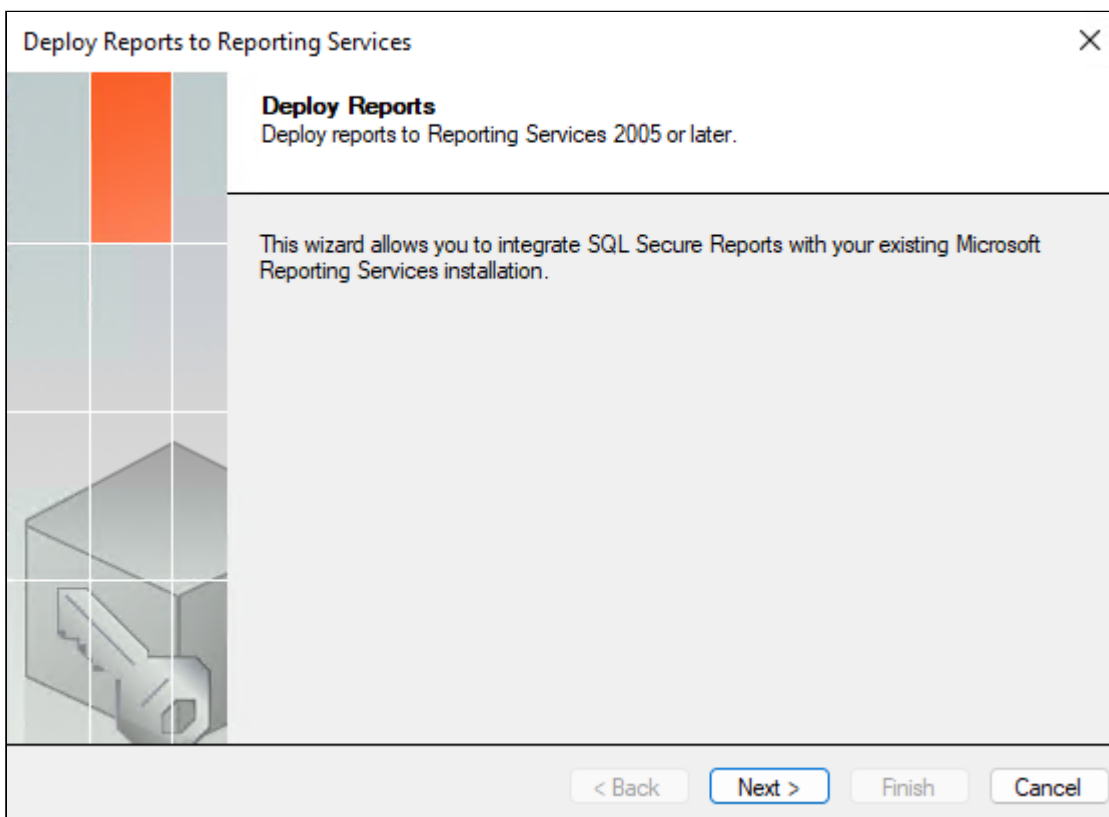 Deploy Reports to Reporting Services
Deploy Reports
Deploy reports to Reporting Services 2005 or later.
This wizard allows you to integrate SQL Secure Reports with your existing Microsoft
Reporting Services installation.
< Back
Next >
Finish
Cancel